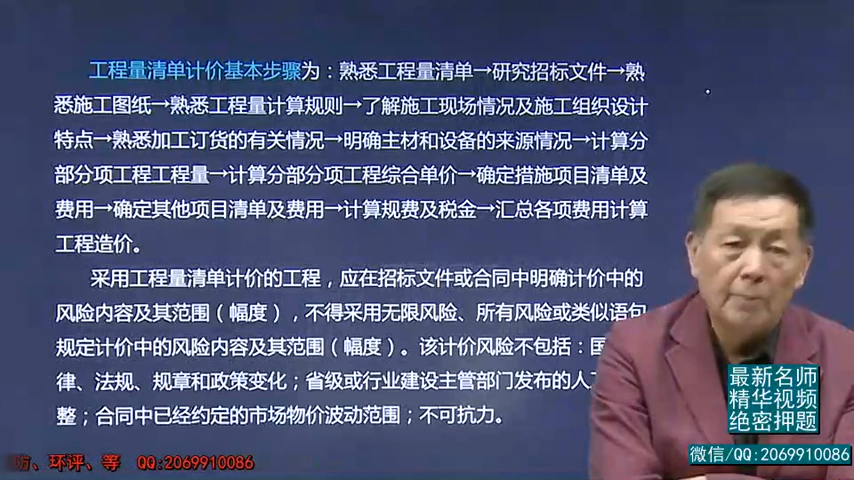 工程量清单计价基本步骤为：熟悉工程量清单→研究招标文件→熟
悉施工图纸→熟悉工程量计算规则→了解施工现场情况及施工组织设计
特点→熟悉加工订货的有关情况→明确主材和设备的来源情况→计算分
部分项工程工程量→计算分部分项工程综合单价→确定措施项目清单及
费用→确定其他项目清单及费用→计算规费及税金→汇总各项费用计算
工程造价。
采用工程量清单计价的工程，应在招标文件或合同中明确计价中的
风险内容及其范围（幅度），不得采用无限风险、所有风险或类似语句
规定计价中的风险内容及其范围（幅度）。该计价风险不包括：国
律、法规、规章和政策变化；省级或行业建设主管部门发布的人
整；合同中已经约定的市场物价波动范围；不可抗力。
最新名师
精华视频
绝密押题
微信/QQ:2069910086
、环评、等 QQ:2069910086